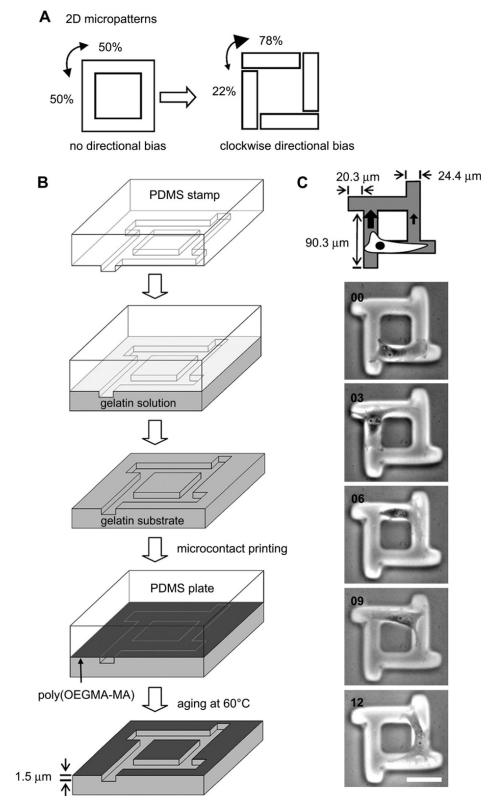 A
2D micropatterns
50%
50%
no directional bias
78%
22%
clockwise directional bias
B
PDMS stamp
gelatin solution
gelatin substrate
microcontact printing
PDMS plate
poly(OEGMA-MA)
aging at 60°C
1.5 μm
C
20.3 μm
24.4 μm
90.3 μm
00
03
06
09
12